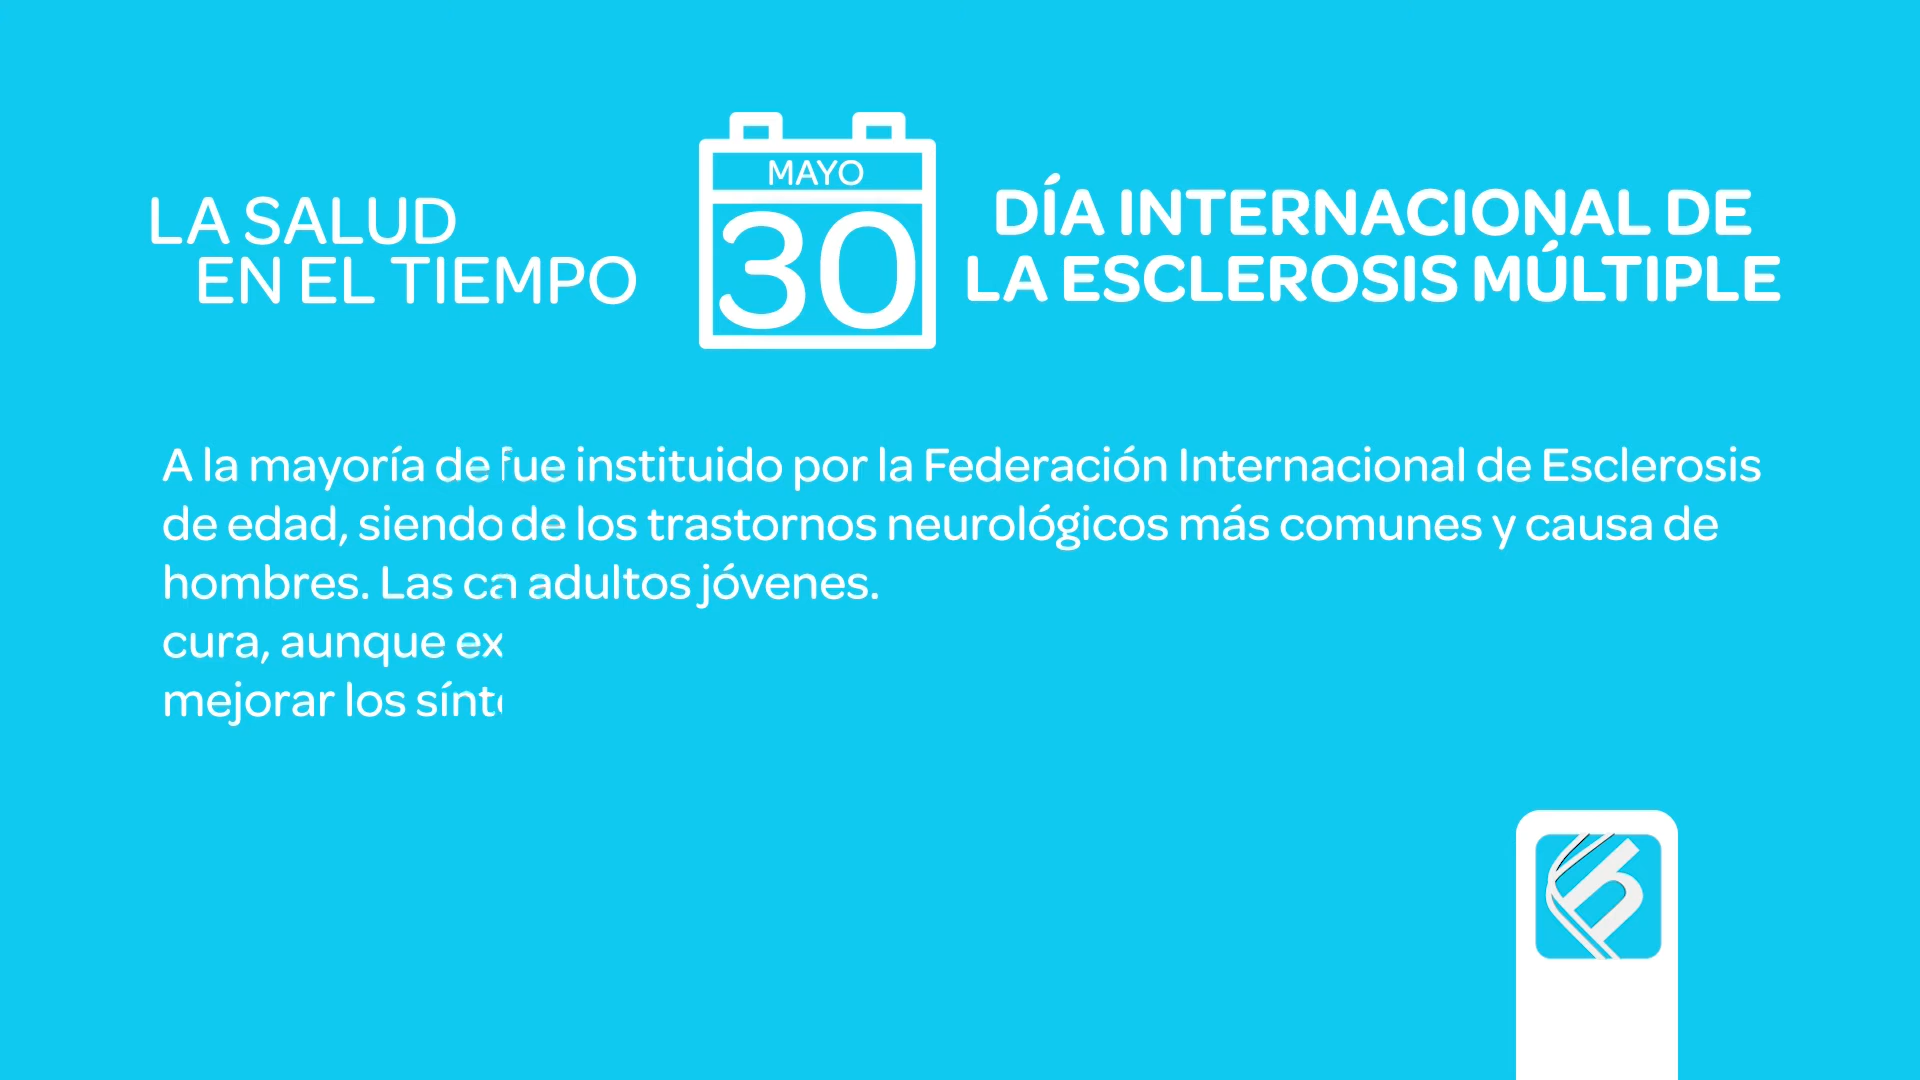 LA SALUD
EN EL TIEMPO
MAYO
30
DÍA INTERNACIONAL DE
LA ESCLEROSIS MÚLTIPLE
A la mayoría de fue instituido por la Federación Internacional de Esclerosis
de edad, siendo de los trastornos neurológicos más comunes y causa de
hombres. Las adultos jóvenes.
cura, aunque
mejorar los